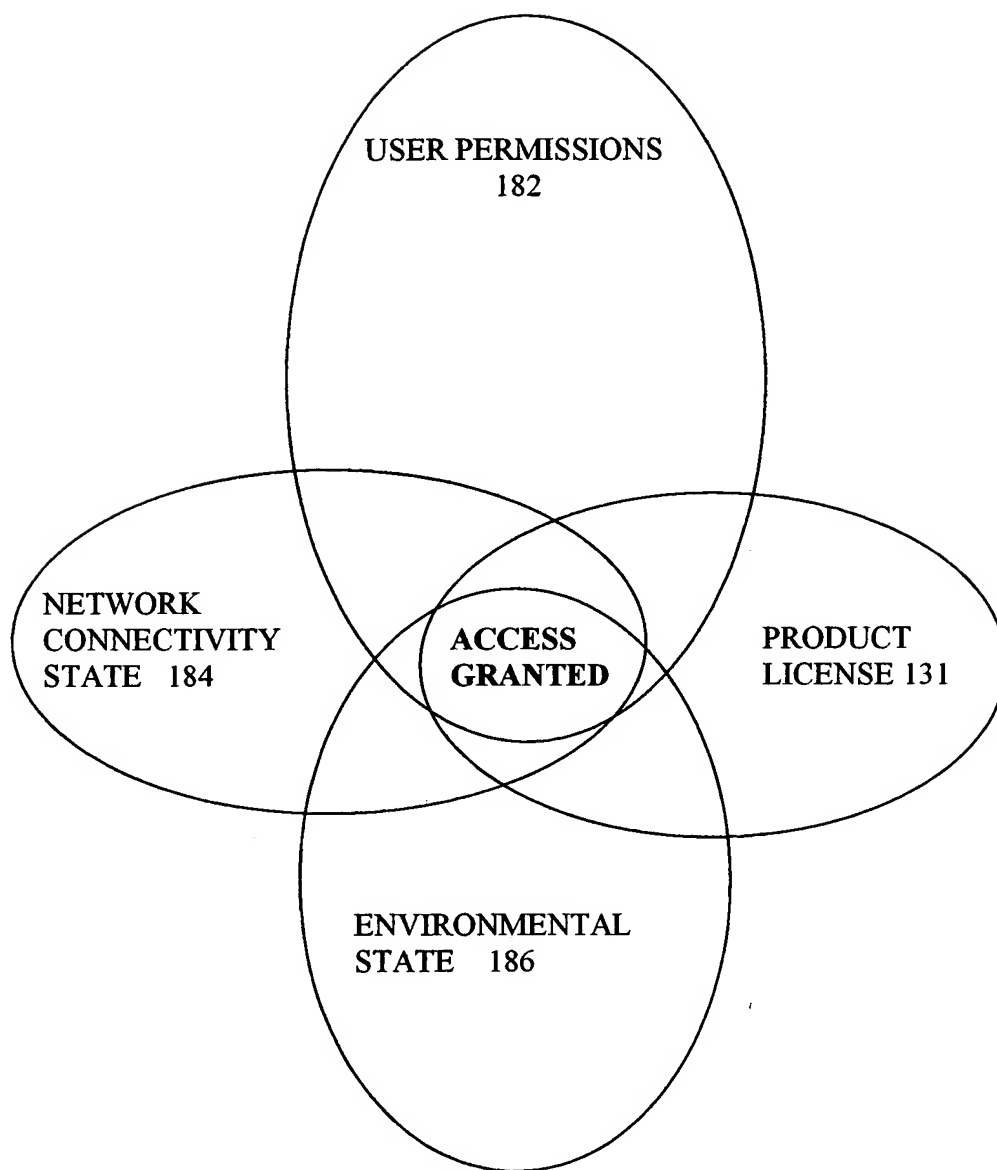 USER PERMISSIONS
182
NETWORK
CONNECTIVITY
STATE 184
ACCESS
GRANTED
PRODUCT
LICENSE 131
ENVIRONMENTAL
STATE 186